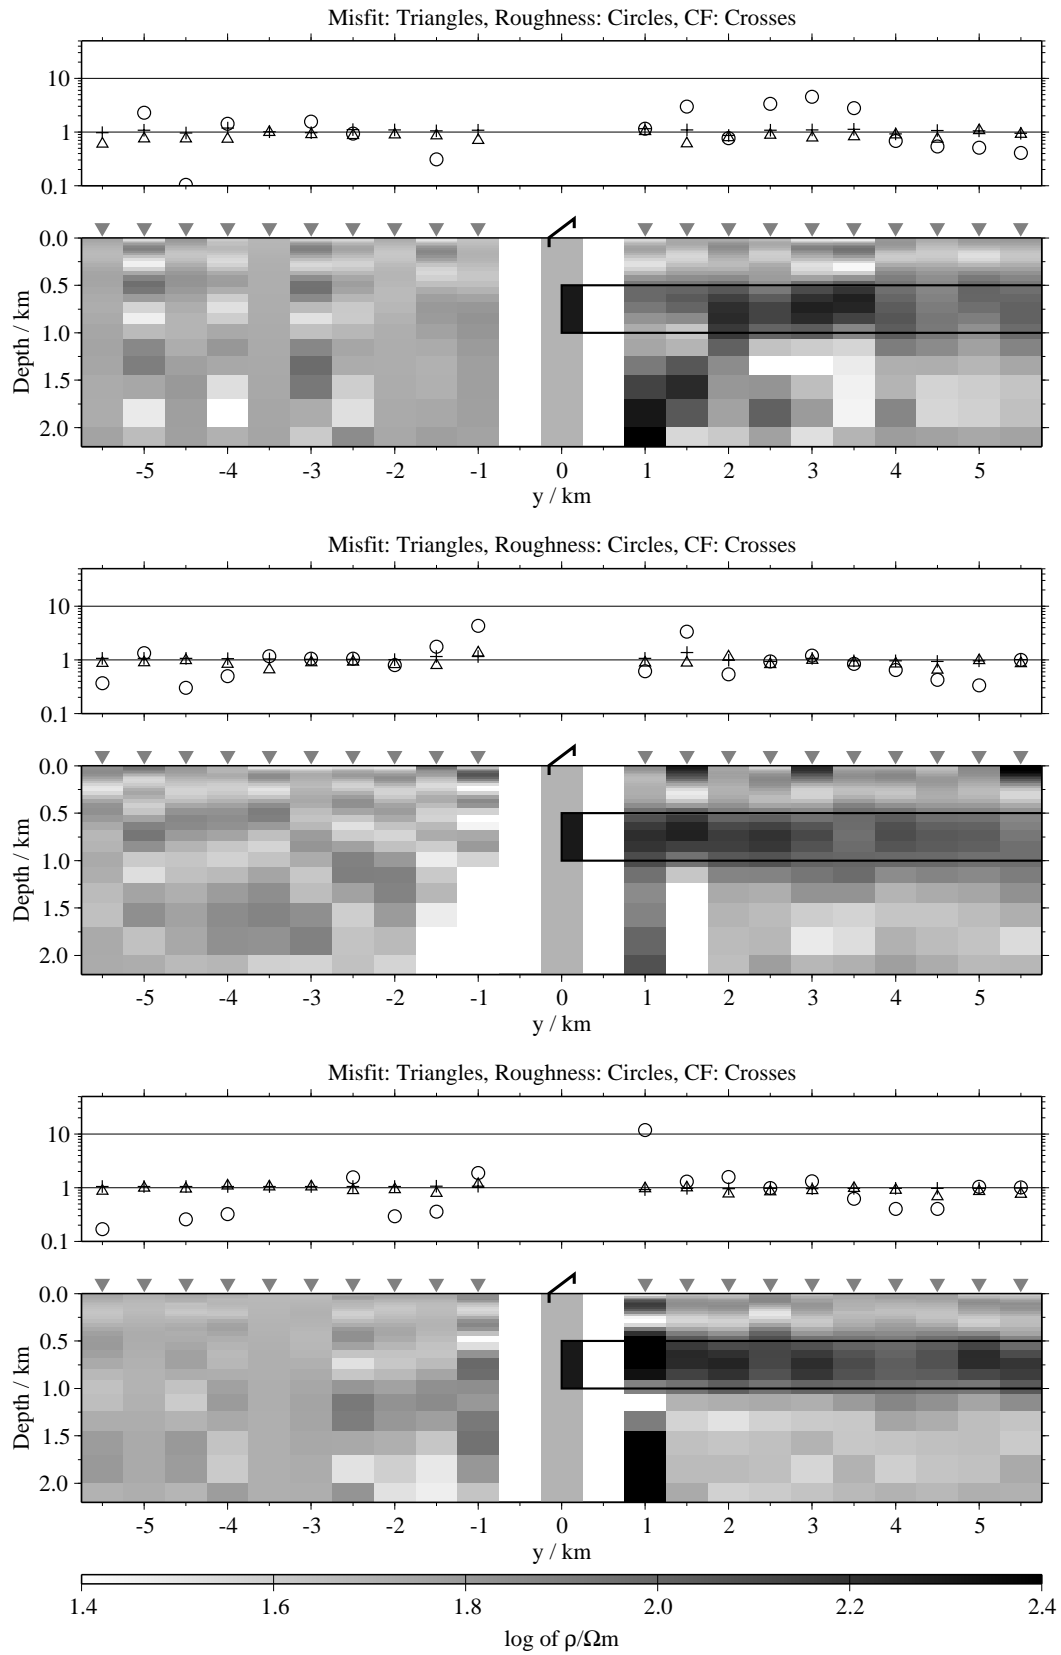 Misfit: Triangles, Roughness: Circles, CF: Crosses
10
1
0.1
0.0
0.5
1.0
1.5
2.0
Depth / km
-5 -4 -3 -2 -1 0 1 2 3 4 5
y / km
Misfit: Triangles, Roughness: Circles, CF: Crosses
10
1
0.1
0.0
0.5
1.0
1.5
2.0
Depth / km
-5 -4 -3 -2 -1 0 1 2 3 4 5
y / km
Misfit: Triangles, Roughness: Circles, CF: Crosses
10
1
0.1
0.0
0.5
1.0
1.5
2.0
Depth / km
-5 -4 -3 -2 -1 0 1 2 3 4 5
y / km
1.4 1.6 1.8 2.0 2.2 2.4
log of ρ/Ωm